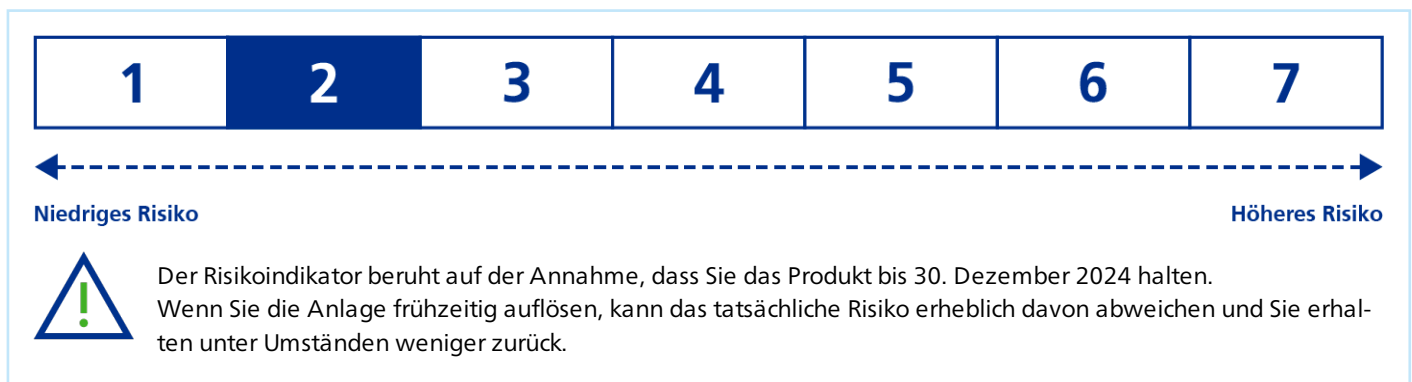 1 2 3 4 5 6 7
Niedriges Risiko Höheres Risiko
Der Risikoindikator beruht auf der Annahme, dass Sie das Produkt bis 30. Dezember 2024 halten.
Wenn Sie die Anlage frühzeitig auflösen, kann das tatsächliche Risiko erheblich davon abweichen und Sie erhal-
ten unter Umständen weniger zurück.